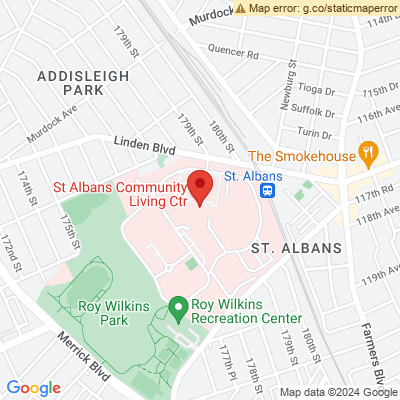 Map error: g.co/staticmaperror
Murdock
134th St
179th St
Quencer Rd
ADDISLEIGH
PARK
Newburg St
Tioga Dr
115th Dr
Suffolk Dr
116th Ave
Murdock Ave
Turin Dr
179th St
180th St
Linden Blvd
The Smokehouse
174th St
St Albans Community
Living Ctr
St. Albans
117th Rd
175th St
118th Ave
172nd St
ST. ALBANS
119th Ave
Roy Wilkins
Park
Roy Wilkins
Recreation Center
Merrick Blvd
Farmers Blvd
177th Pl
178th St
179th St
180th St
Google
Map data ©2024 Google